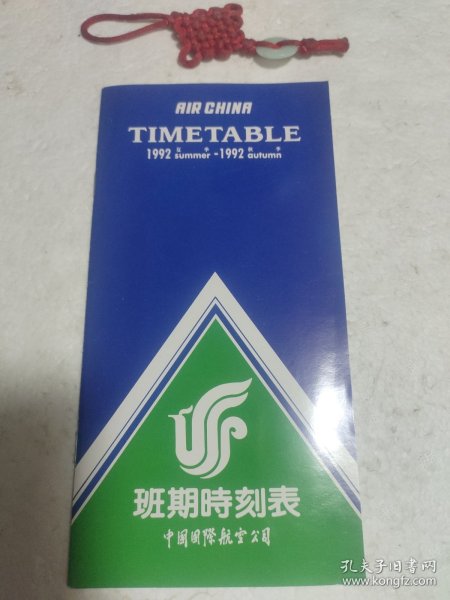 AIR CHINA
TIMETABLE
夏季 秋季
1992 summer - 1992 autumn
班期時刻表
中国国際航空公司
孔夫子旧书网
www.kongfz.com